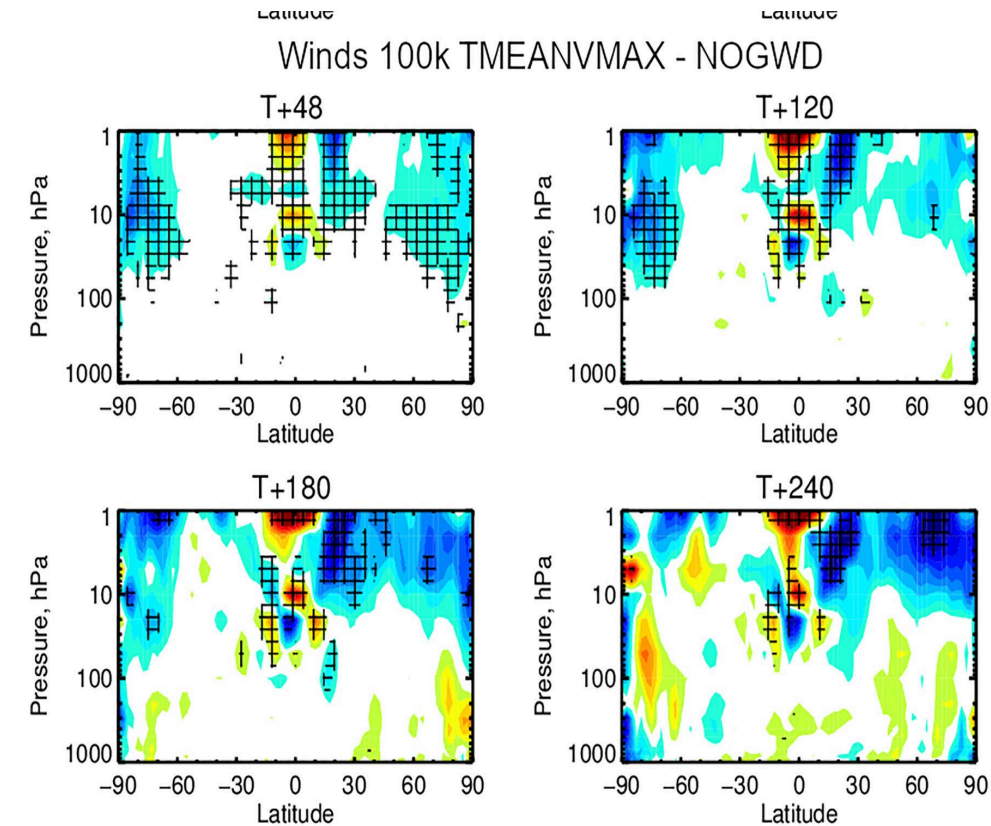 Latitude Latitude
Winds 100k TMEANVMAX - NOGWD
T+48 T+120
Pressure, hPa
1
10
100
1000
−90 −60 −30 0 30 60 90
Latitude
Pressure, hPa
1
10
100
1000
−90 −60 −30 0 30 60 90
Latitude
T+180 T+240
Pressure, hPa
1
10
100
1000
−90 −60 −30 0 30 60 90
Latitude
Pressure, hPa
1
10
100
1000
−90 −60 −30 0 30 60 90
Latitude